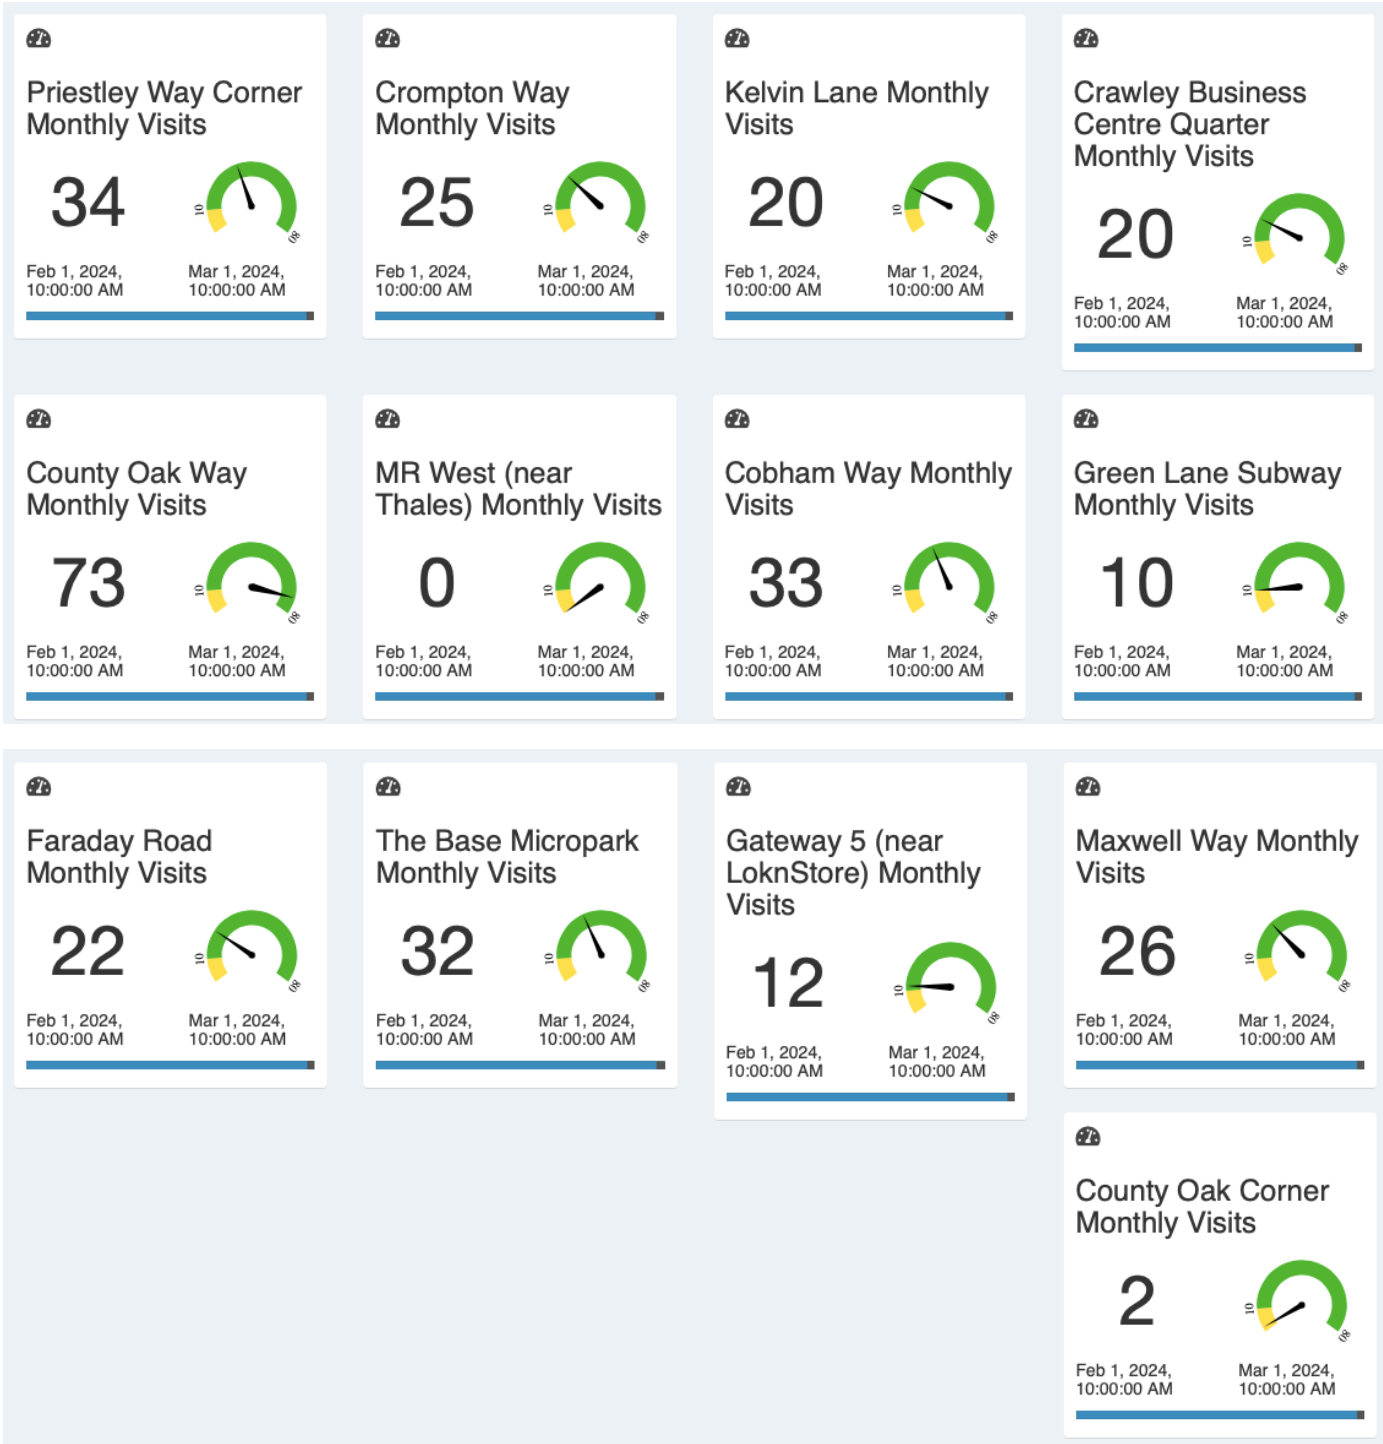 Priestley Way Corner
Monthly Visits
34
10
80
Feb 1, 2024,
10:00:00 AM
Mar 1, 2024,
10:00:00 AM
Crompton Way
Monthly Visits
25
10
80
Feb 1, 2024,
10:00:00 AM
Mar 1, 2024,
10:00:00 AM
Kelvin Lane Monthly
Visits
20
10
80
Feb 1, 2024,
10:00:00 AM
Mar 1, 2024,
10:00:00 AM
Crawley Business
Centre Quarter
Monthly Visits
20
10
80
Feb 1, 2024,
10:00:00 AM
Mar 1, 2024,
10:00:00 AM
County Oak Way
Monthly Visits
73
10
80
Feb 1, 2024,
10:00:00 AM
Mar 1, 2024,
10:00:00 AM
MR West (near
Thales) Monthly Visits
0
10
80
Feb 1, 2024,
10:00:00 AM
Mar 1, 2024,
10:00:00 AM
Cobham Way Monthly
Visits
33
10
80
Feb 1, 2024,
10:00:00 AM
Mar 1, 2024,
10:00:00 AM
Green Lane Subway
Monthly Visits
10
10
80
Feb 1, 2024,
10:00:00 AM
Mar 1, 2024,
10:00:00 AM
Faraday Road
Monthly Visits
22
10
80
Feb 1, 2024,
10:00:00 AM
Mar 1, 2024,
10:00:00 AM
The Base Micropark
Monthly Visits
32
10
80
Feb 1, 2024,
10:00:00 AM
Mar 1, 2024,
10:00:00 AM
Gateway 5 (near
LoknStore) Monthly
Visits
12
10
80
Feb 1, 2024,
10:00:00 AM
Mar 1, 2024,
10:00:00 AM
Maxwell Way Monthly
Visits
26
10
80
Feb 1, 2024,
10:00:00 AM
Mar 1, 2024,
10:00:00 AM
County Oak Corner
Monthly Visits
2
10
80
Feb 1, 2024,
10:00:00 AM
Mar 1, 2024,
10:00:00 AM